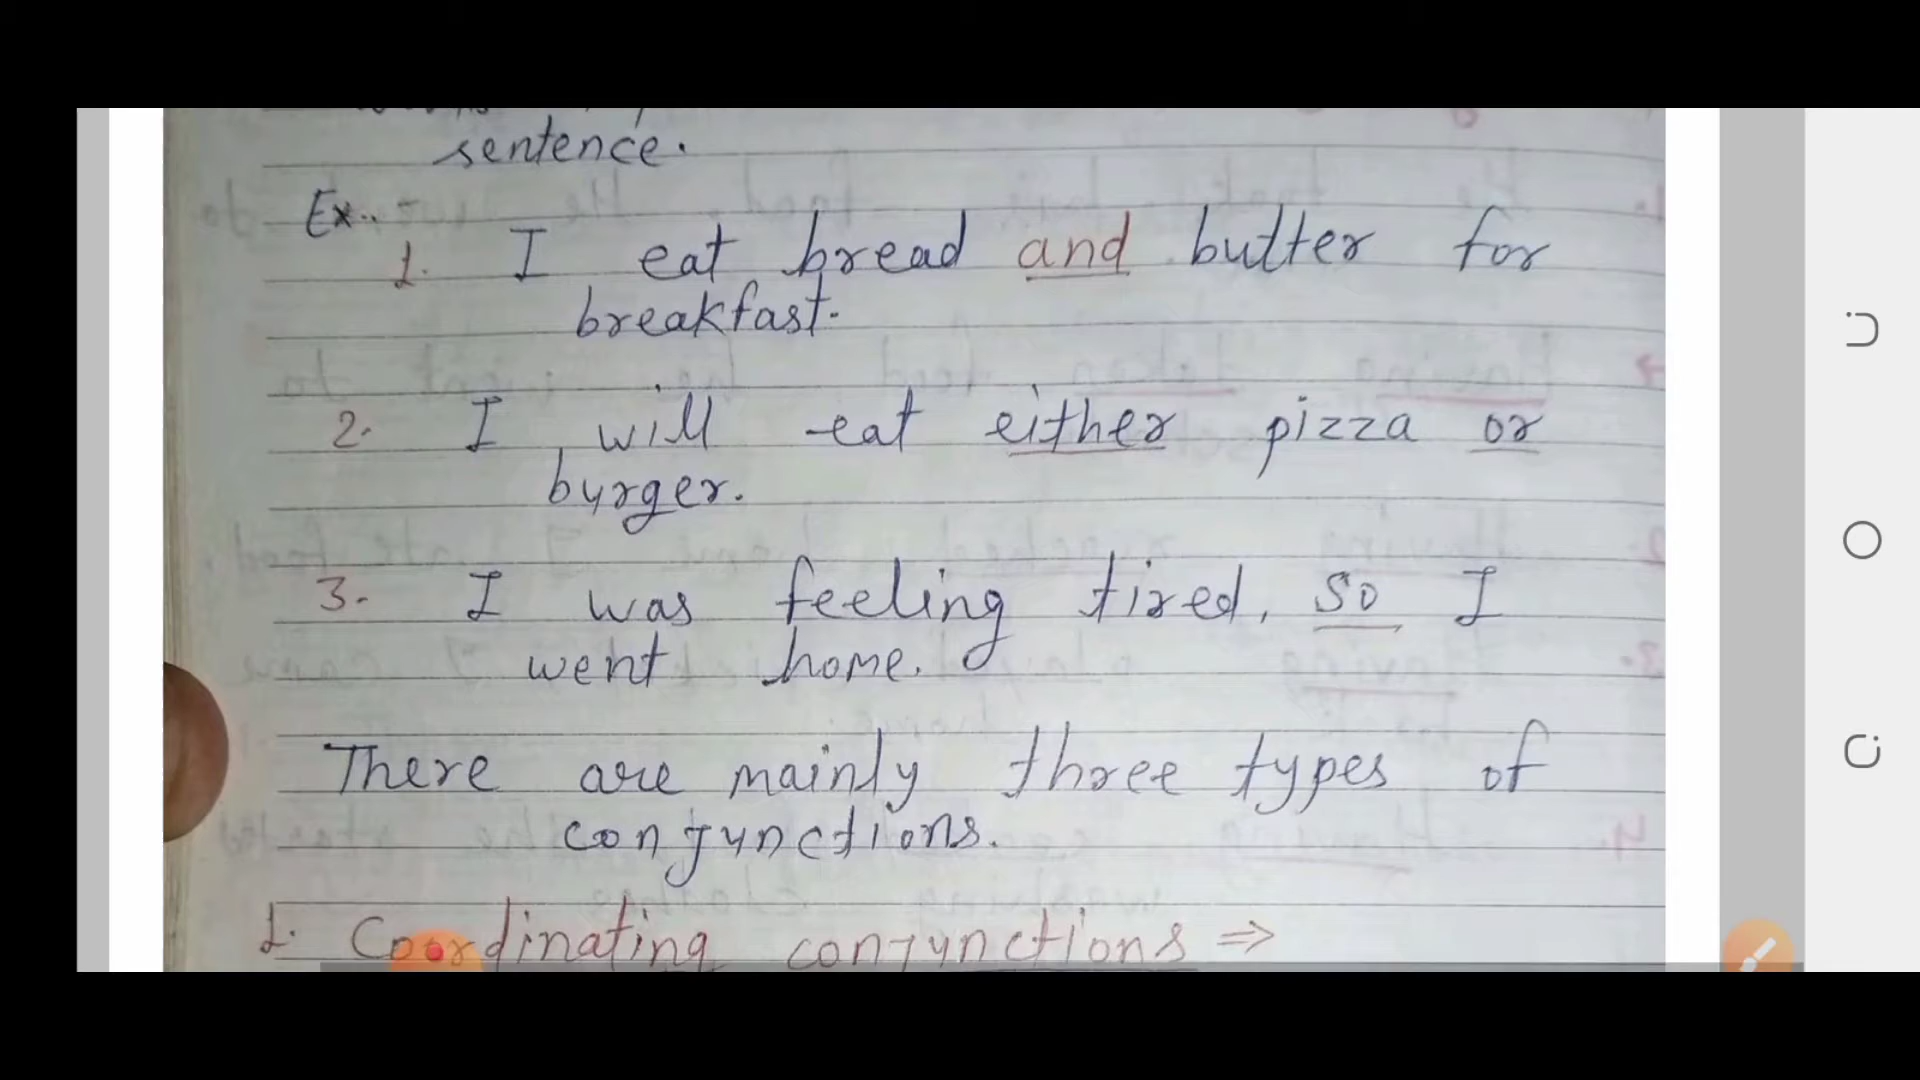 sentence.
Ex..
1. I eat bread and butter for
breakfast.
2. I will eat either pizza or
burger.
3. I was feeling tired, so I
went home.
There are mainly three types of
conjunctions.
1. Coordinating conjunctions ⇒